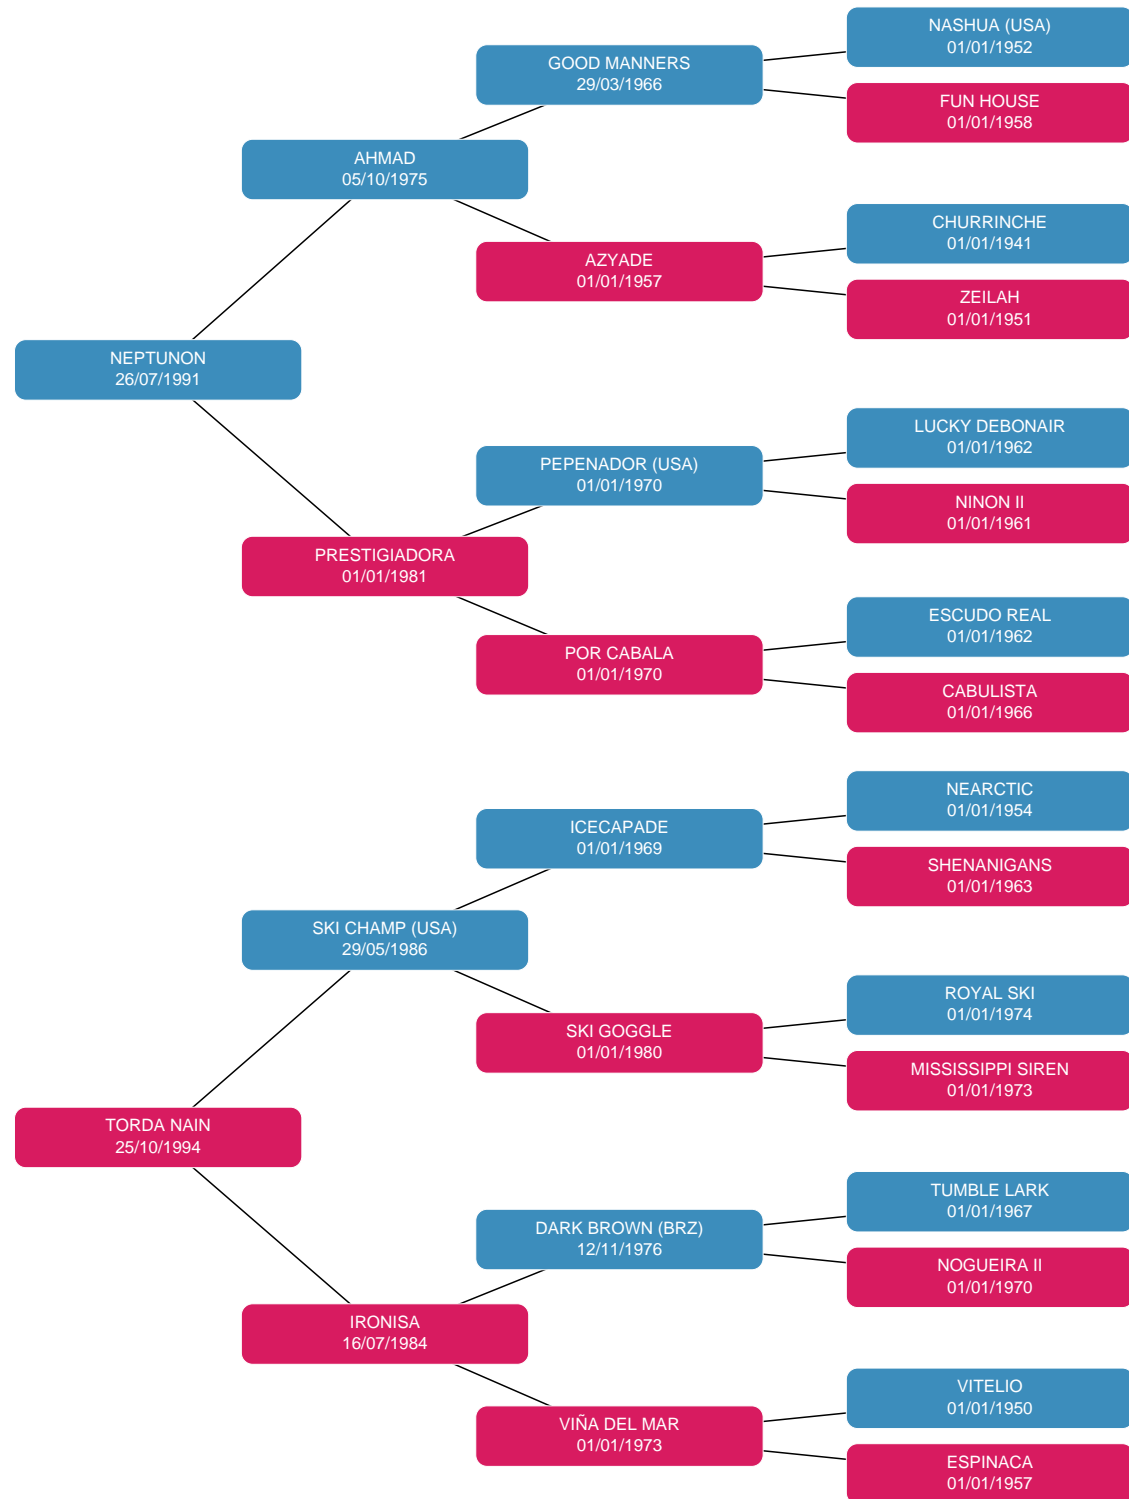 NASHUA (USA)
01/01/1952
GOOD MANNERS
29/03/1966
FUN HOUSE
01/01/1958
AHMAD
05/10/1975
CHURRINCHE
01/01/1941
AZYADE
01/01/1957
ZEILAH
01/01/1951
NEPTUNON
26/07/1991
LUCKY DEBONAIR
01/01/1962
PEPENADOR (USA)
01/01/1970
NINON II
01/01/1961
PRESTIGIADORA
01/01/1981
ESCUDO REAL
01/01/1962
POR CABALA
01/01/1970
CABULISTA
01/01/1966
NEARCTIC
01/01/1954
ICECAPADE
01/01/1969
SHENANIGANS
01/01/1963
SKI CHAMP (USA)
29/05/1986
ROYAL SKI
01/01/1974
SKI GOGGLE
01/01/1980
MISSISSIPPI SIREN
01/01/1973
TORDA NAIN
25/10/1994
TUMBLE LARK
01/01/1967
DARK BROWN (BRZ)
12/11/1976
NOGUEIRA II
01/01/1970
IRONISA
16/07/1984
VITELIO
01/01/1950
VIÑA DEL MAR
01/01/1973
ESPINACA
01/01/1957